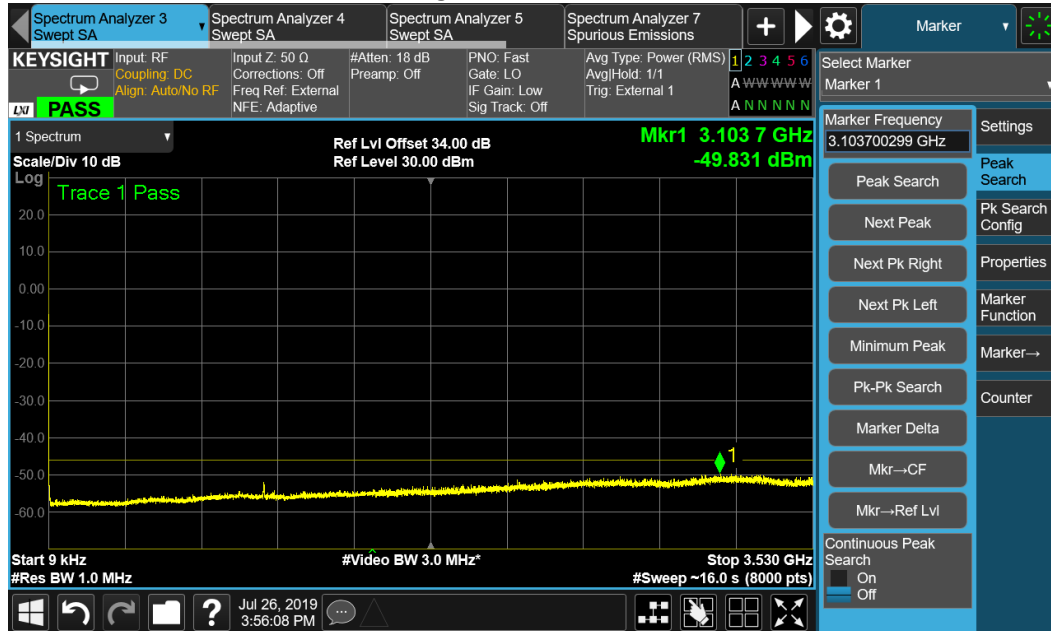 Spectrum Analyzer 3
Swept SA
Spectrum Analyzer 4
Swept SA
Spectrum Analyzer 5
Swept SA
Spectrum Analyzer 7
Spurious Emissions
+
Marker
KEYSIGHT
LXI PASS
Input: RF
Coupling: DC
Align: Auto/No RF
Input Z: 50 Ω
Corrections: Off
Freq Ref: External
NFE: Adaptive
#Atten: 18 dB
Preamp: Off
PNO: Fast
Gate: LO
IF Gain: Low
Sig Track: Off
Avg Type: Power (RMS)
Avg|Hold: 1/1
Trig: External 1
1 2 3 4 5 6
A W W W W W
A N N N N N
Select Marker
Marker 1
1 Spectrum
Scale/Div 10 dB
Ref Lvl Offset 34.00 dB
Ref Level 30.00 dBm
Mkr1 3.103 7 GHz
-49.831 dBm
Log
Trace 1 Pass
20.0
10.0
0.00
-10.0
-20.0
-30.0
-40.0
-50.0
-60.0
1
Start 9 kHz
#Res BW 1.0 MHz
#Video BW 3.0 MHz*
Stop 3.530 GHz
#Sweep ~16.0 s (8000 pts)
Marker Frequency
3.103700299 GHz
Peak Search
Next Peak
Next Pk Right
Next Pk Left
Minimum Peak
Pk-Pk Search
Marker Delta
Mkr→CF
Mkr→Ref Lvl
Continuous Peak
Search
On
Off
Settings
Peak
Search
Pk Search
Config
Properties
Marker
Function
Marker→
Counter
?
Jul 26, 2019
3:56:08 PM